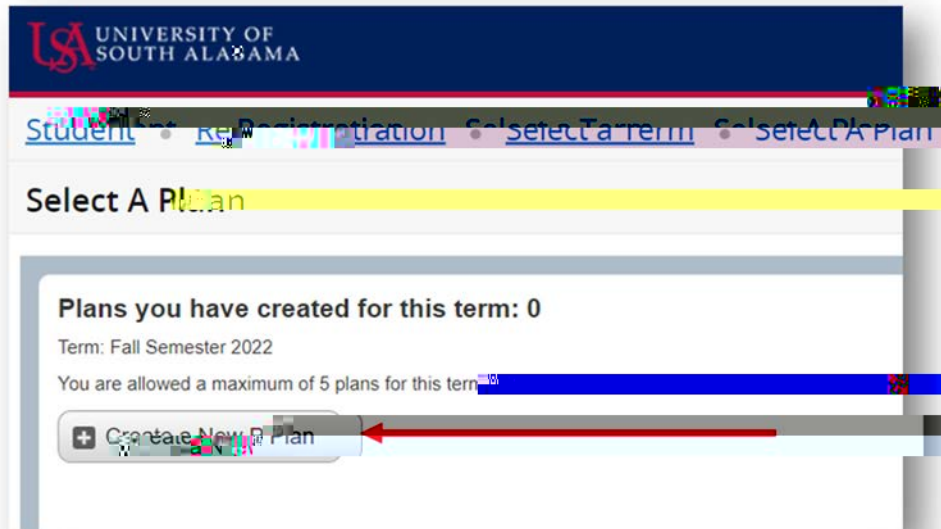 USA UNIVERSITY OF
SOUTH ALABAMA
Student • Registration • Select a Term • Select A Plan
Select A Plan
Plans you have created for this term: 0
Term: Fall Semester 2022
You are allowed a maximum of 5 plans for this
Create New Plan